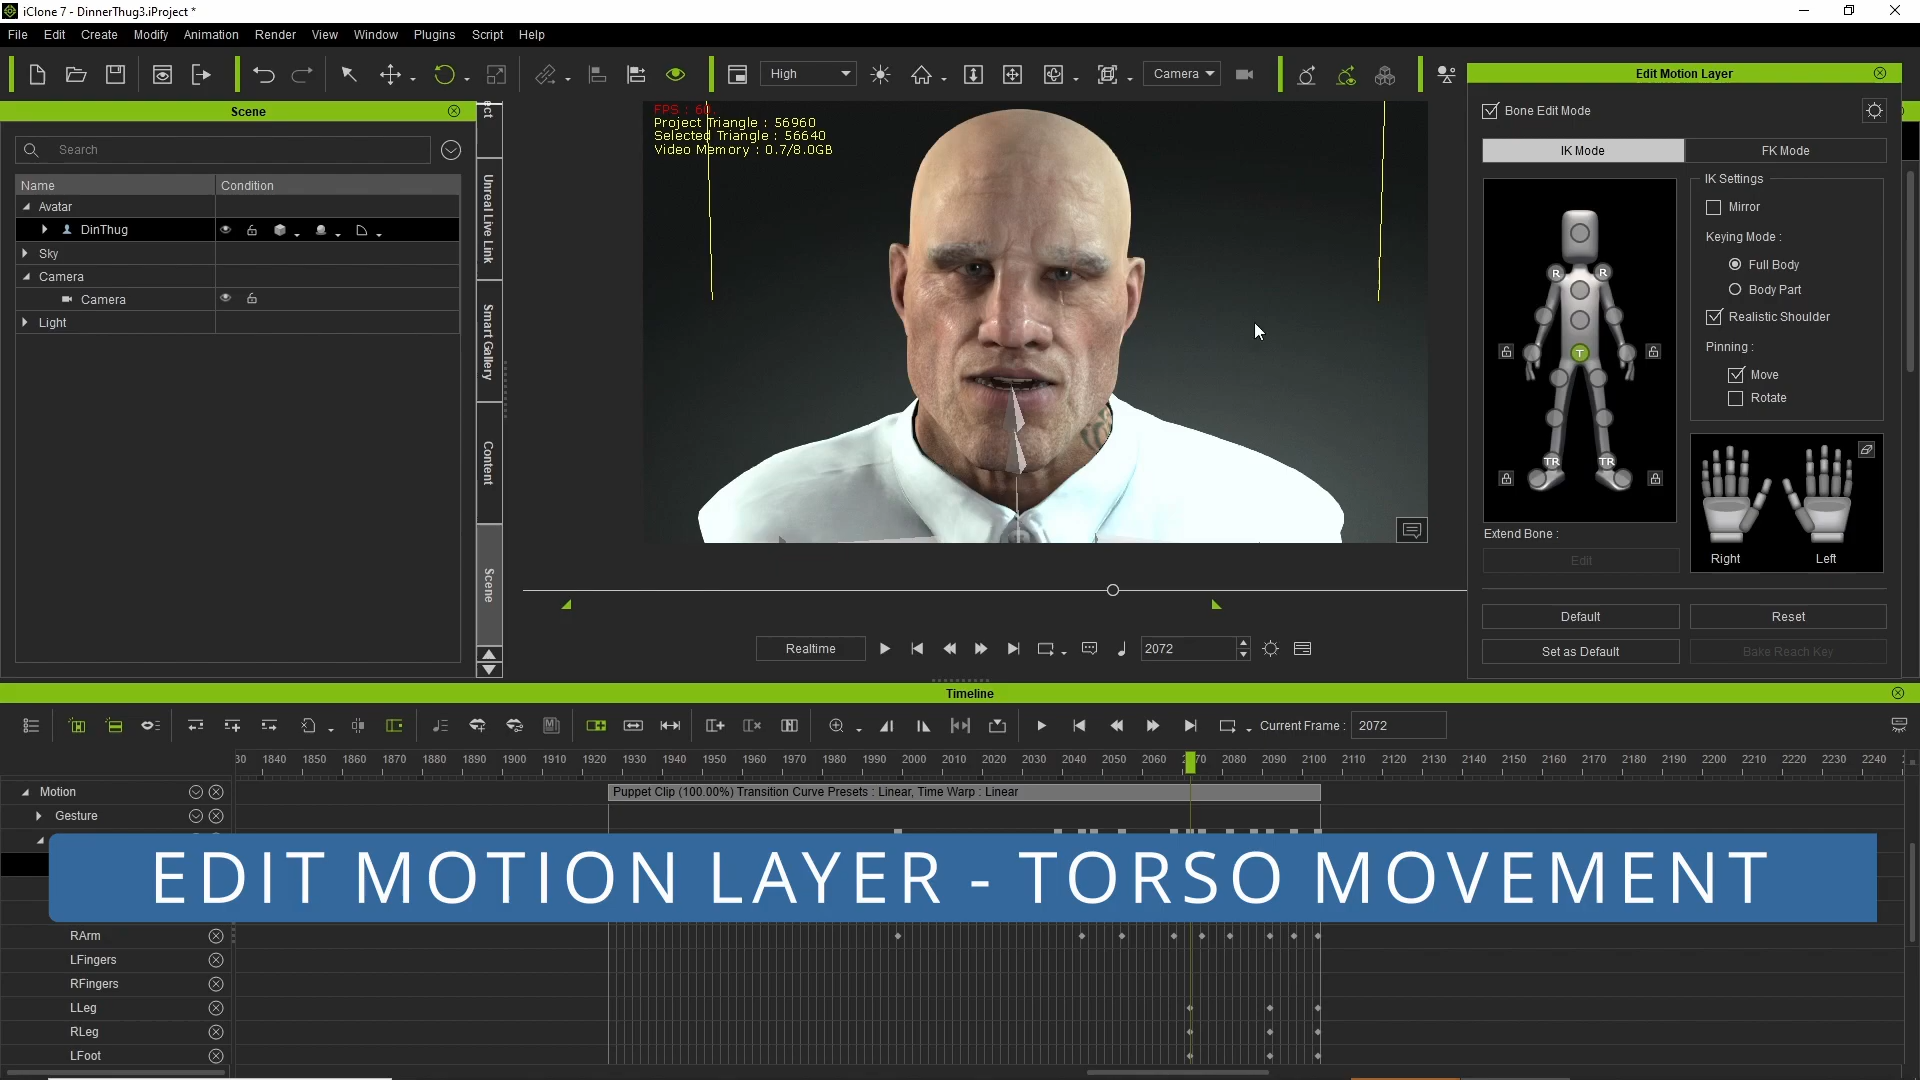 iClone 7 - DinnerThug3.iProject *
File Edit Create Modify Animation Render View Window Plugins Script Help
High
Camera
Edit Motion Layer
Scene
Search
Name Condition
Avatar
DinThug
Sky
Camera
Camera
Light
Unreal Live Link
Smart Gallery
Content
Scene
FPS : 60
Project Triangle : 56960
Selected Triangle : 56640
Video Memory : 0.7/8.0GB
Bone Edit Mode
IK Mode FK Mode
IK Settings
Mirror
Keying Mode :
Full Body
Body Part
Realistic Shoulder
Pinning :
Move
Rotate
R R
T
TR TR
Right Left
Extend Bone :
Edit
Default Reset
Set as Default Bake Reach Key
Realtime 2072
Timeline
Current Frame : 2072
30 1840 1850 1860 1870 1880 1890 1900 1910 1920 1930 1940 1950 1960 1970 1980 1990 2000 2010 2020 2030 2040 2050 2060 2070 2080 2090 2100 2110 2120 2130 2140 2150 2160 2170 2180 2190 2200 2210 2220 2230 2240
Motion
Puppet Clip (100.00%) Transition Curve Presets : Linear, Time Warp : Linear
Gesture
EDIT MOTION LAYER - TORSO MOVEMENT
RArm
LFingers
RFingers
LLeg
RLeg
LFoot